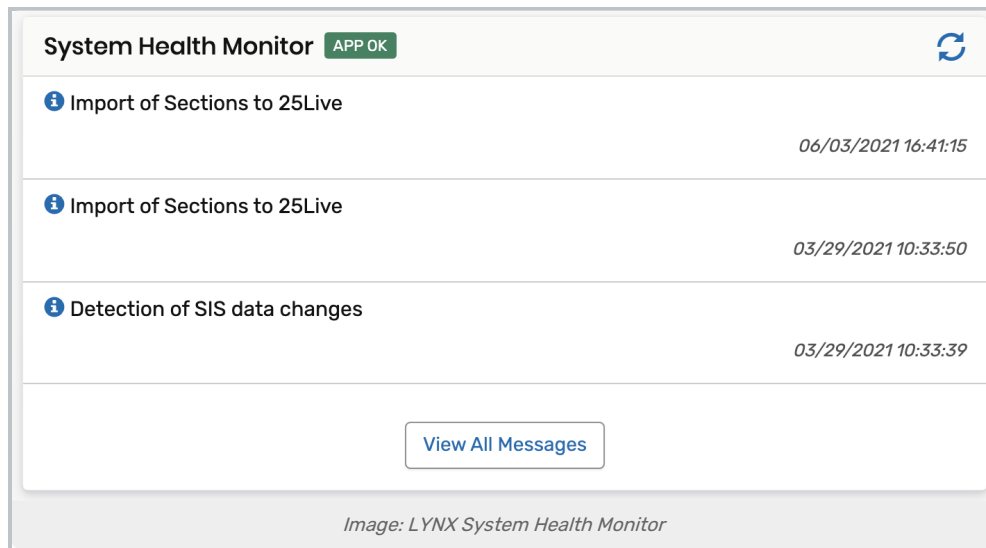 System Health Monitor APP OK
Import of Sections to 25Live
06/03/2021 16:41:15
Import of Sections to 25Live
03/29/2021 10:33:50
Detection of SIS data changes
03/29/2021 10:33:39
View All Messages
Image: LYNX System Health Monitor